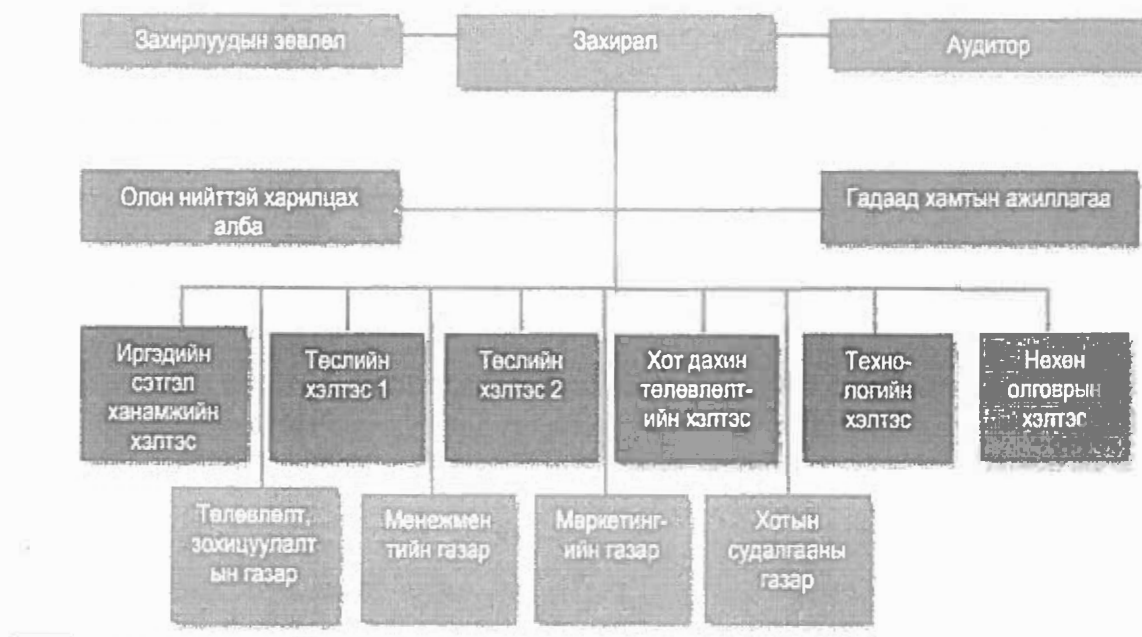 Захирлуудын зөвлөл
Захирал
Аудитор
Олон нийттэй харилцах
алба
Гадаад хамтын ажиллагаа
Иргэдийн
сэтгэл
ханамжийн
хэлтэс
Төслийн
хэлтэс 1
Төслийн
хэлтэс 2
Хот дахин
төлөвлөлт-
ийн хэлтэс
Техно-
логийн
хэлтэс
Нөхөн
олговрын
хэлтэс
Төлөвлөлт,
зохицуулалт
ын газар
Менежмен
тийн газар
Маркетинг-
ийн газар
Хотын
судалгааны
газар